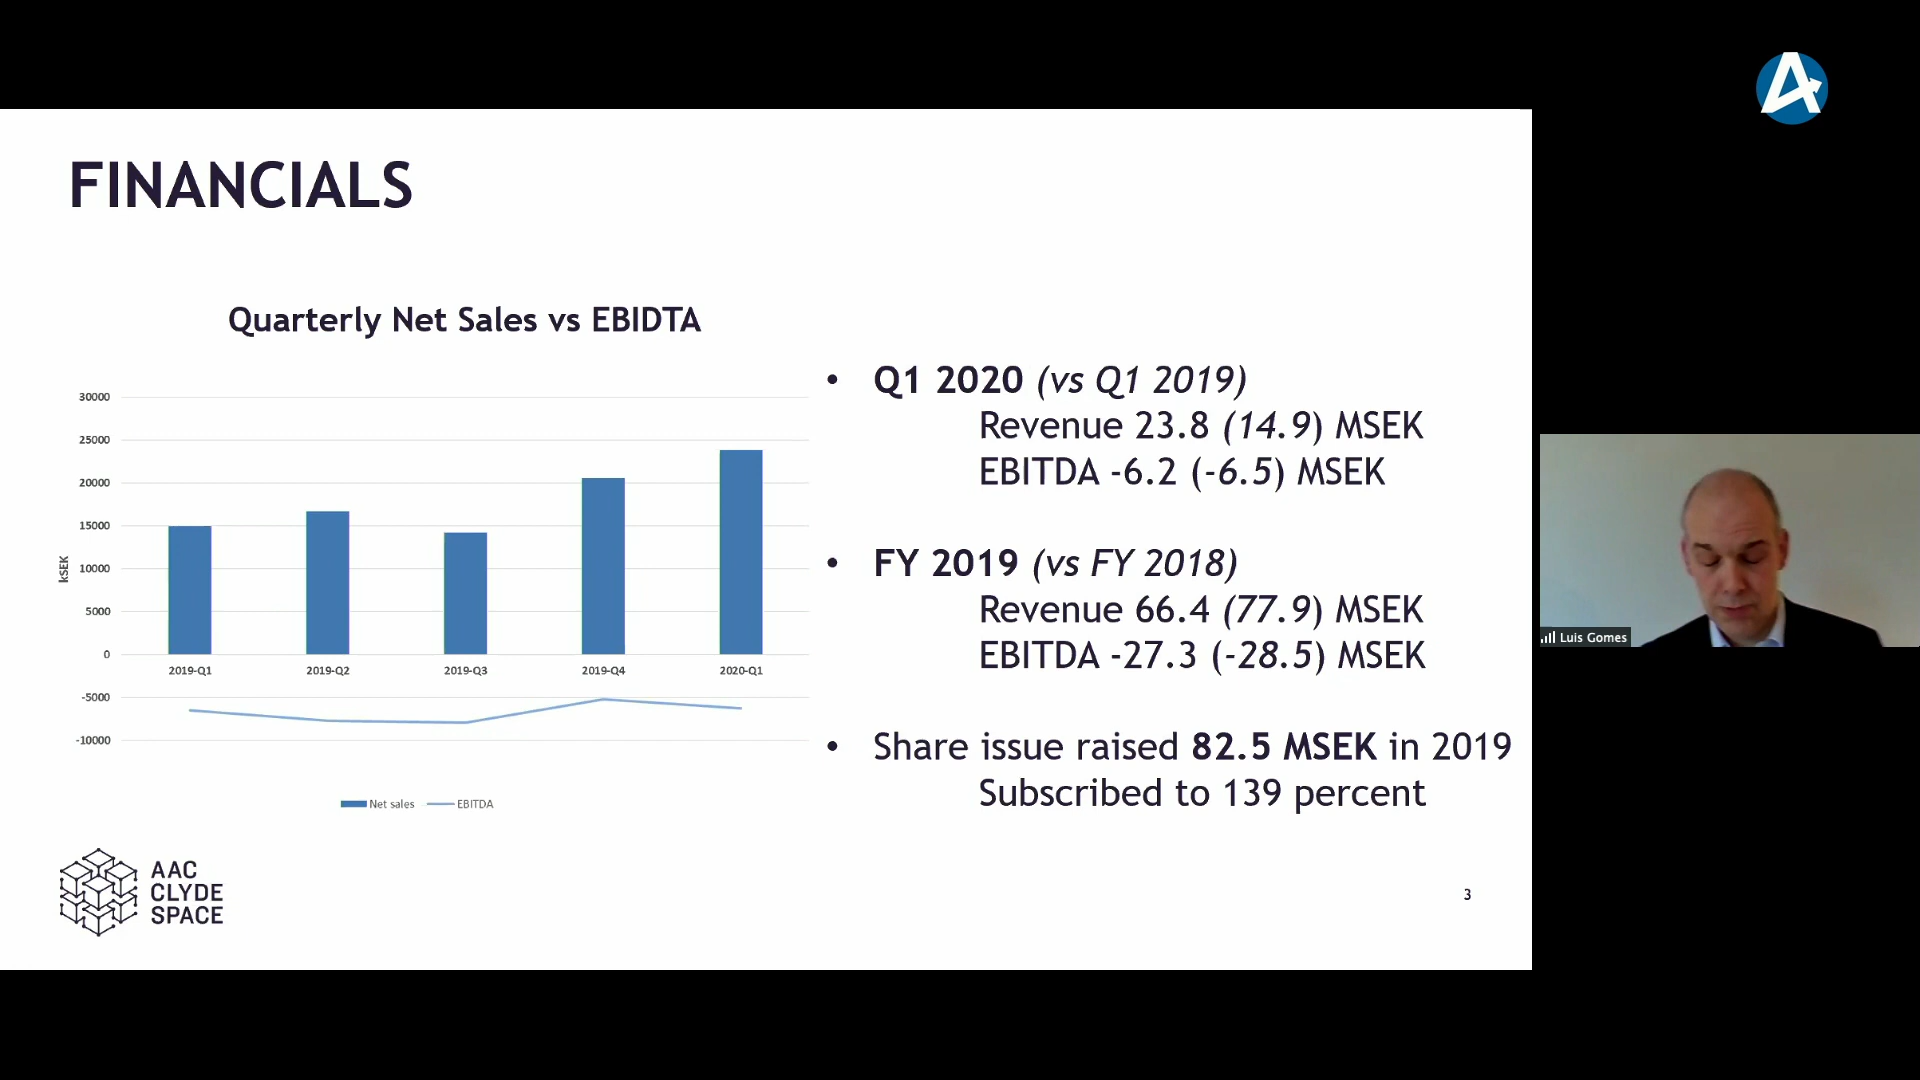 FINANCIALS
Quarterly Net Sales vs EBIDTA
kSEK
30000
25000
20000
15000
10000
5000
0
-5000
-10000
2019-Q1 2019-Q2 2019-Q3 2019-Q4 2020-Q1
Net sales EBITDA
• Q1 2020 (vs Q1 2019)
Revenue 23.8 (14.9) MSEK
EBITDA -6.2 (-6.5) MSEK
• FY 2019 (vs FY 2018)
Revenue 66.4 (77.9) MSEK
EBITDA -27.3 (-28.5) MSEK
• Share issue raised 82.5 MSEK in 2019
Subscribed to 139 percent
AAC
CLYDE
SPACE
3
Luis Gomes